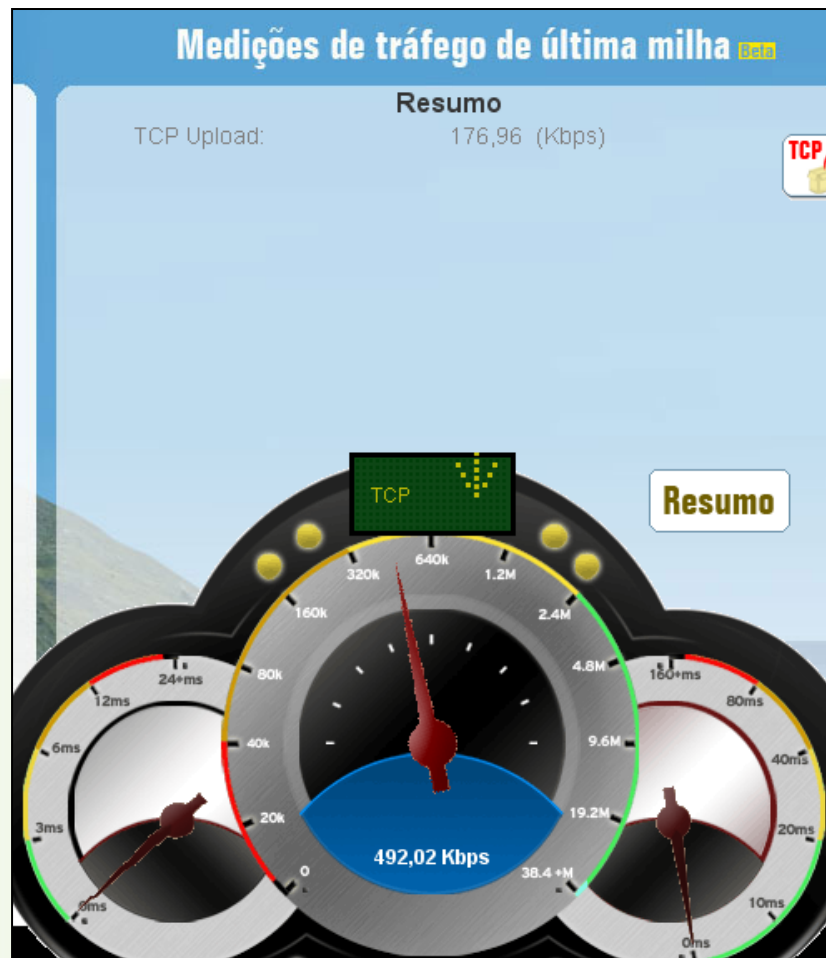 Medições de tráfego de última milha Beta
Resumo
TCP Upload: 176,96 (Kbps)
TCP
TCP
Resumo
640k
320k
1.2M
160k
2.4M
80k
4.8M
40k
9.6M
20k
19.2M
0
38.4 +M
492,02 Kbps
24+ms
12ms
6ms
3ms
0ms
160+ms
80ms
40ms
20ms
10ms
0ms